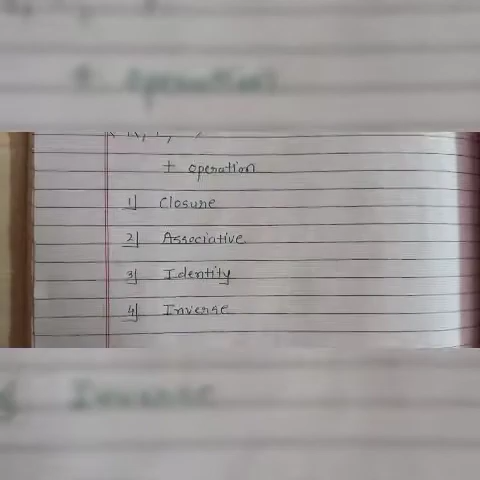 + operation
1) Closure
2) Associative
3) Identity
4) Inverse